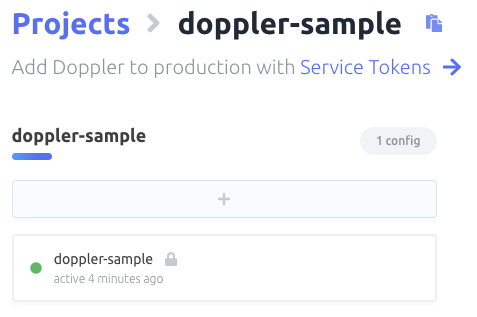 Projects > doppler-sample
Add Doppler to production with Service Tokens →
doppler-sample
1 config
+
doppler-sample
active 4 minutes ago